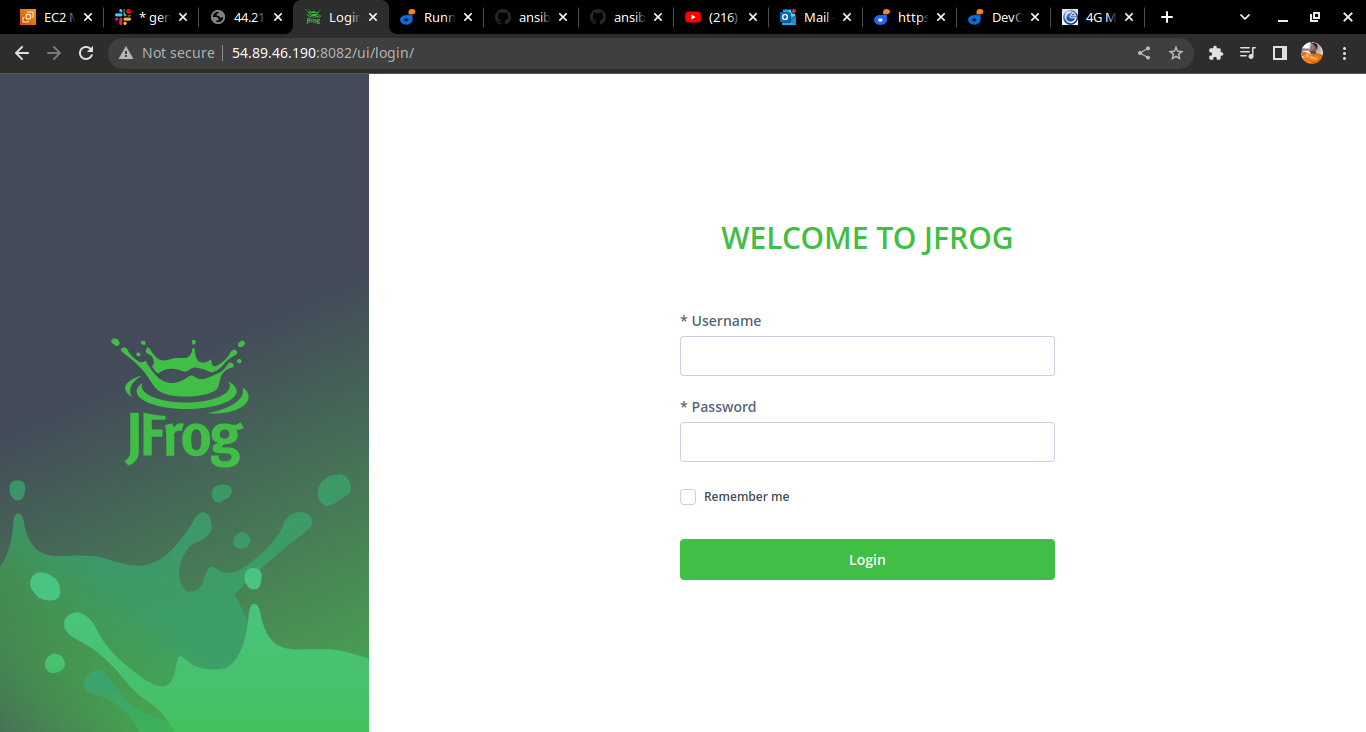 EC2 M
* gen
44.21
Login
Runn
ansib
ansib
(216)
Mail -
https
DevO
4G M
Not secure
54.89.46.190:8082/ui/login/
JFrog
WELCOME TO JFROG
* Username
* Password
Remember me
Login